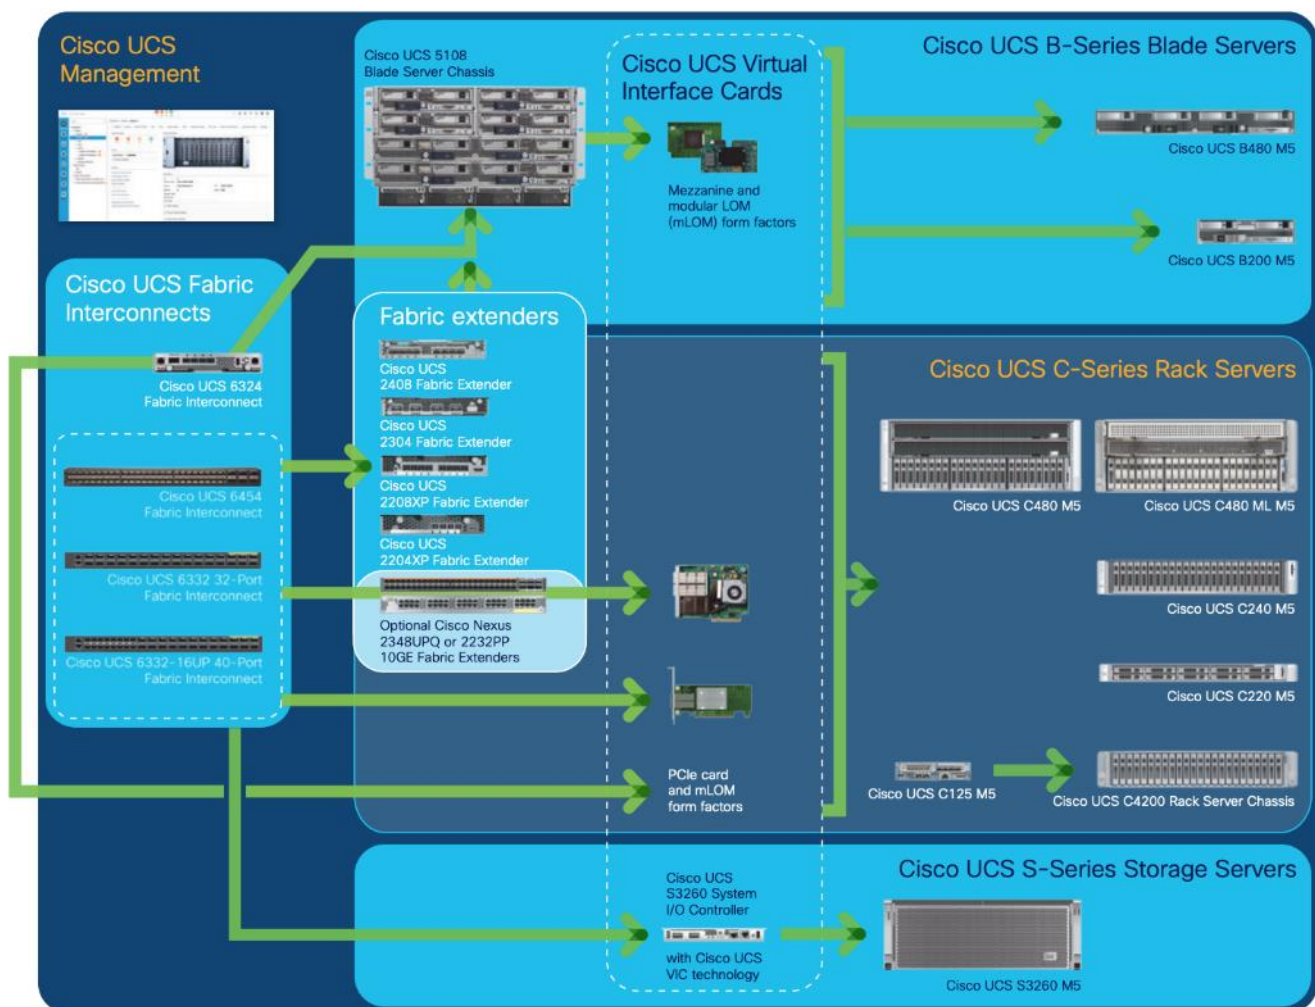 Cisco UCS
Management
Cisco UCS 5108
Blade Server Chassis
Cisco UCS Virtual
Interface Cards
Mezzanine and
modular LOM
(mLOM) form factors
Cisco UCS B-Series Blade Servers
Cisco UCS B480 M5
Cisco UCS B200 M5
Cisco UCS Fabric
Interconnects
Cisco UCS 6324
Fabric Interconnect
Cisco UCS 6454
Fabric Interconnect
Cisco UCS 6332 32-Port
Fabric Interconnect
Cisco UCS 6332-16UP 40-Port
Fabric Interconnect
Fabric extenders
Cisco UCS
2408 Fabric Extender
Cisco UCS
2304 Fabric Extender
Cisco UCS
2208XP Fabric Extender
Cisco UCS
2204XP Fabric Extender
Optional Cisco Nexus
2348UPQ or 2232PP
10GE Fabric Extenders
PCIe card
and mLOM
form factors
Cisco UCS C-Series Rack Servers
Cisco UCS C480 M5
Cisco UCS C480 ML M5
Cisco UCS C240 M5
Cisco UCS C220 M5
Cisco UCS C125 M5
Cisco UCS C4200 Rack Server Chassis
Cisco UCS S-Series Storage Servers
Cisco UCS
S3260 System
I/O Controller
with Cisco UCS
VIC technology
Cisco UCS S3260 M5